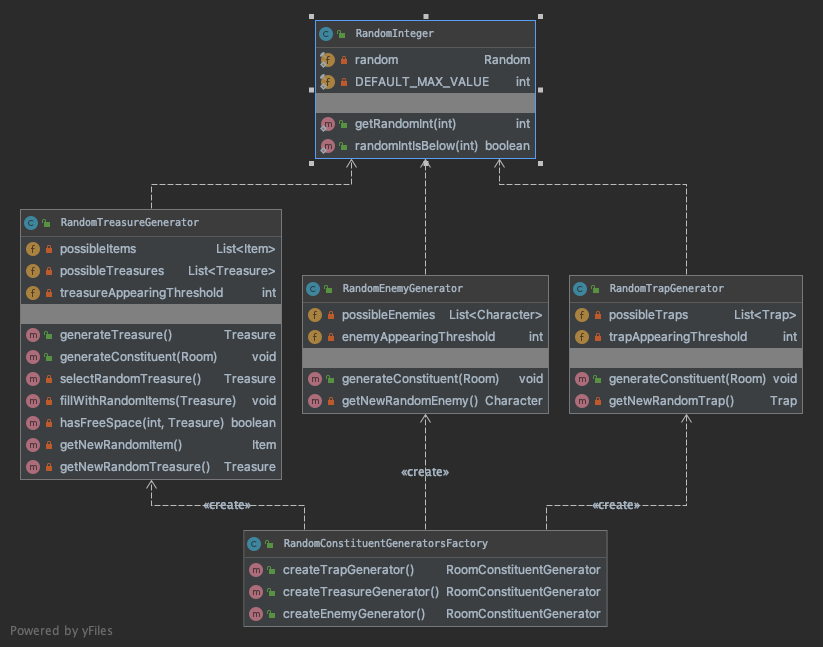 RandomInteger
random Random
DEFAULT_MAX_VALUE int
getRandomInt(int) int
randomIntIsBelow(int) boolean
RandomTreasureGenerator
possibleItems List<Item>
possibleTreasures List<Treasure>
treasureAppearingThreshold int
generateTreasure() Treasure
generateConstituent(Room) void
selectRandomTreasure() Treasure
fillWithRandomItems(Treasure) void
hasFreeSpace(int, Treasure) boolean
getNewRandomItem() Item
getNewRandomTreasure() Treasure
RandomEnemyGenerator
possibleEnemies List<Character>
enemyAppearingThreshold int
generateConstituent(Room) void
getNewRandomEnemy() Character
RandomTrapGenerator
possibleTraps List<Trap>
trapAppearingThreshold int
generateConstituent(Room) void
getNewRandomTrap() Trap
«create»
«create»
«create»
RandomConstituentGeneratorsFactory
createTrapGenerator() RoomConstituentGenerator
createTreasureGenerator() RoomConstituentGenerator
createEnemyGenerator() RoomConstituentGenerator
Powered by yFiles